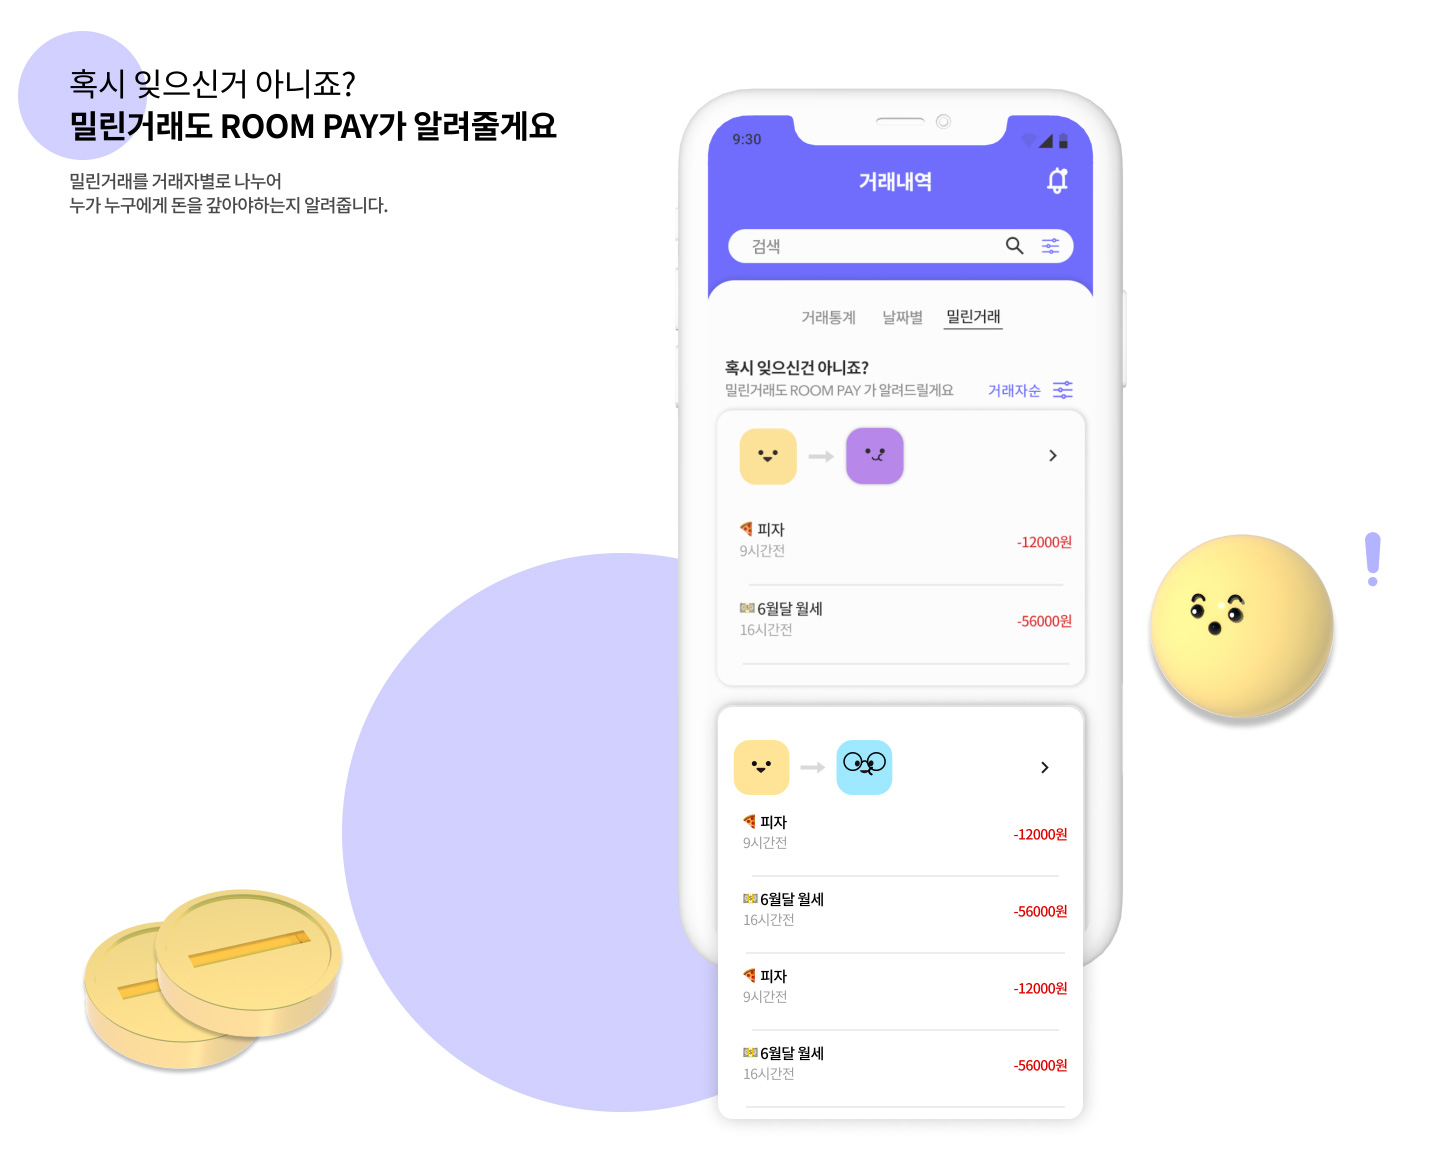 혹시 잊으신거 아니죠?
밀린거래도 ROOM PAY가 알려줄게요
밀린거래를 거래자별로 나누어
누가 누구에게 돈을 갚아야하는지 알려줍니다.
9:30
거래내역
검색
거래통계 날짜별 밀린거래
혹시 잊으신건 아니죠?
밀린거래도 ROOM PAY 가 알려드릴게요 거래자순
피자
9시간전
-12000원
6월달 월세
16시간전
-56000원
피자
9시간전
-12000원
6월달 월세
16시간전
-56000원
피자
9시간전
-12000원
6월달 월세
16시간전
-56000원
!